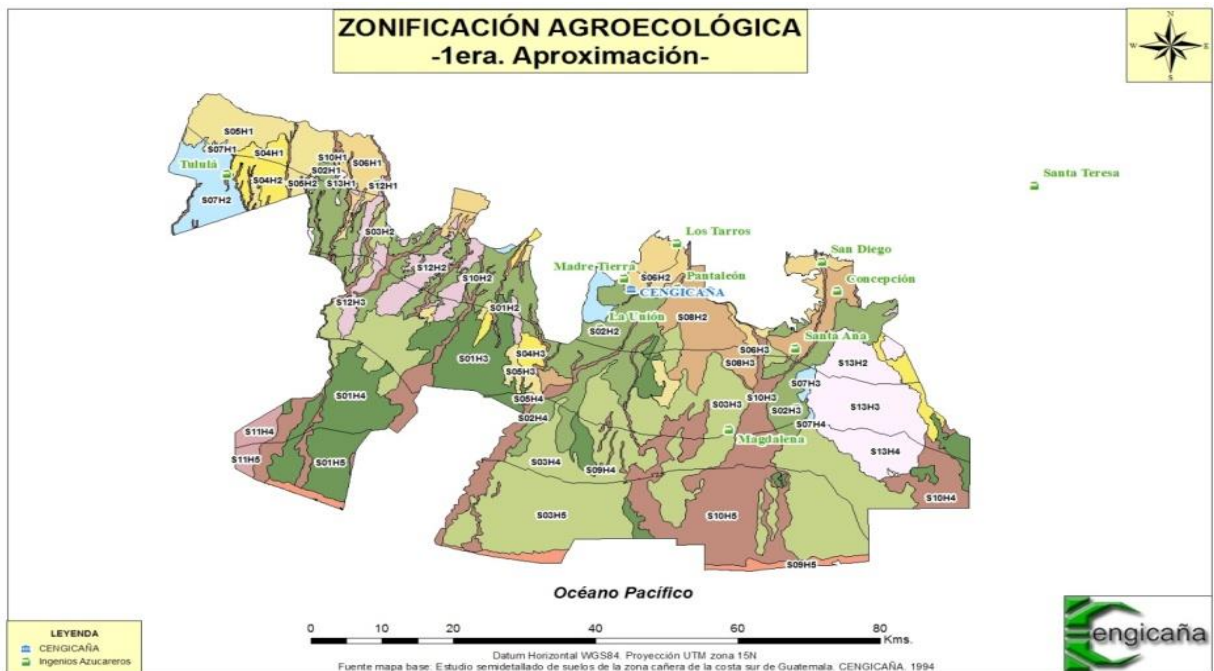 ZONIFICACIÓN AGROECOLÓGICA
-1era. Aproximación-
N
W E
S
S05H1
S07H1
S04H1
S10H1
S02H1
S06H1
Tululá
S04H2
S05H2
S13H1
S12H1
S07H2
Santa Teresa
S03H2
Los Tarros
S12H2
S10H2
Madre Tierra
S06H2
Pantaleón
San Diego
CENGICAÑA
Concepción
S12H3
S01H2
La Unión
S02H2
S08H2
Santa Ana
S01H3
S04H3
S06H3
S08H3
S13H2
S05H3
S07H3
S01H4
S05H4
S03H3
S10H3
S02H3
S13H3
S02H4
S07H4
S11H4
Magdalena
S11H5
S01H5
S03H4
S09H4
S13H4
S10H4
S03H5
S10H5
S09H5
Océano Pacífico
0 10 20 40 60 80
Kms.
Datum Horizontal WGS84. Proyección UTM zona 15N
Fuente mapa base: Estudio semidetallado de suelos de la zona cañera de la costa sur de Guatemala. CENGICAÑA. 1994
LEYENDA
CENGICAÑA
Ingenios Azucareros
engicaña